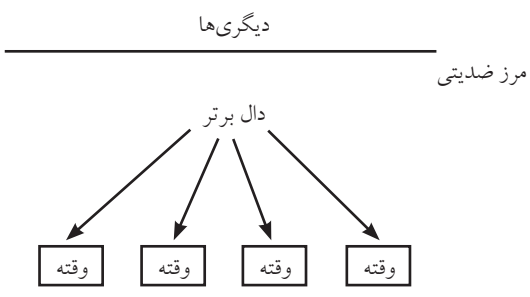 دیگری‌ها
مرز ضدیتی
دال برتر
وقته وقته وقته وقته